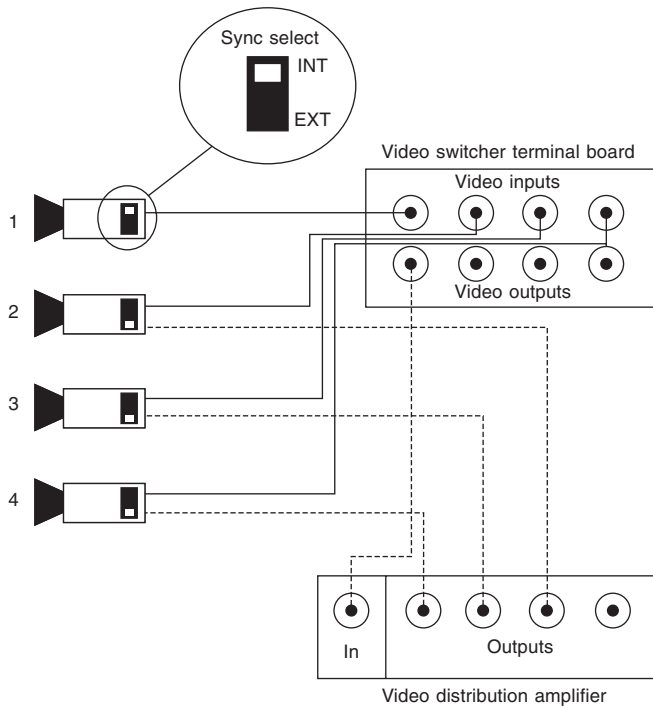 Sync select
INT
EXT
Video switcher terminal board
Video inputs
1
Video outputs
2
3
4
In
Outputs
Video distribution amplifier